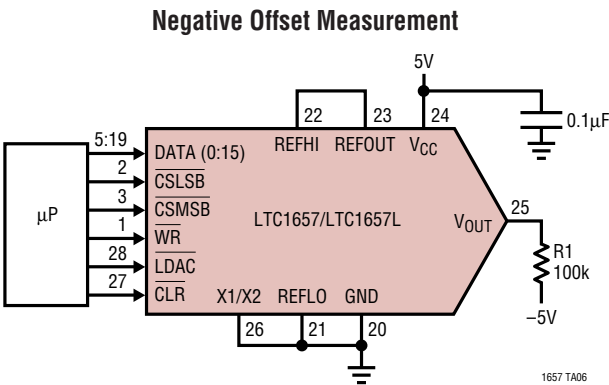 Negative Offset Measurement
5V
22
23
24
0.1µF
5:19
DATA (0:15)
REFHI
REFOUT
VCC
2
CSLSB
3
CSMSB
µP
LTC1657/LTC1657L
VOUT
25
1
WR
28
LDAC
R1
100k
27
CLR
X1/X2
REFLO
GND
–5V
26
21
20
1657 TA06